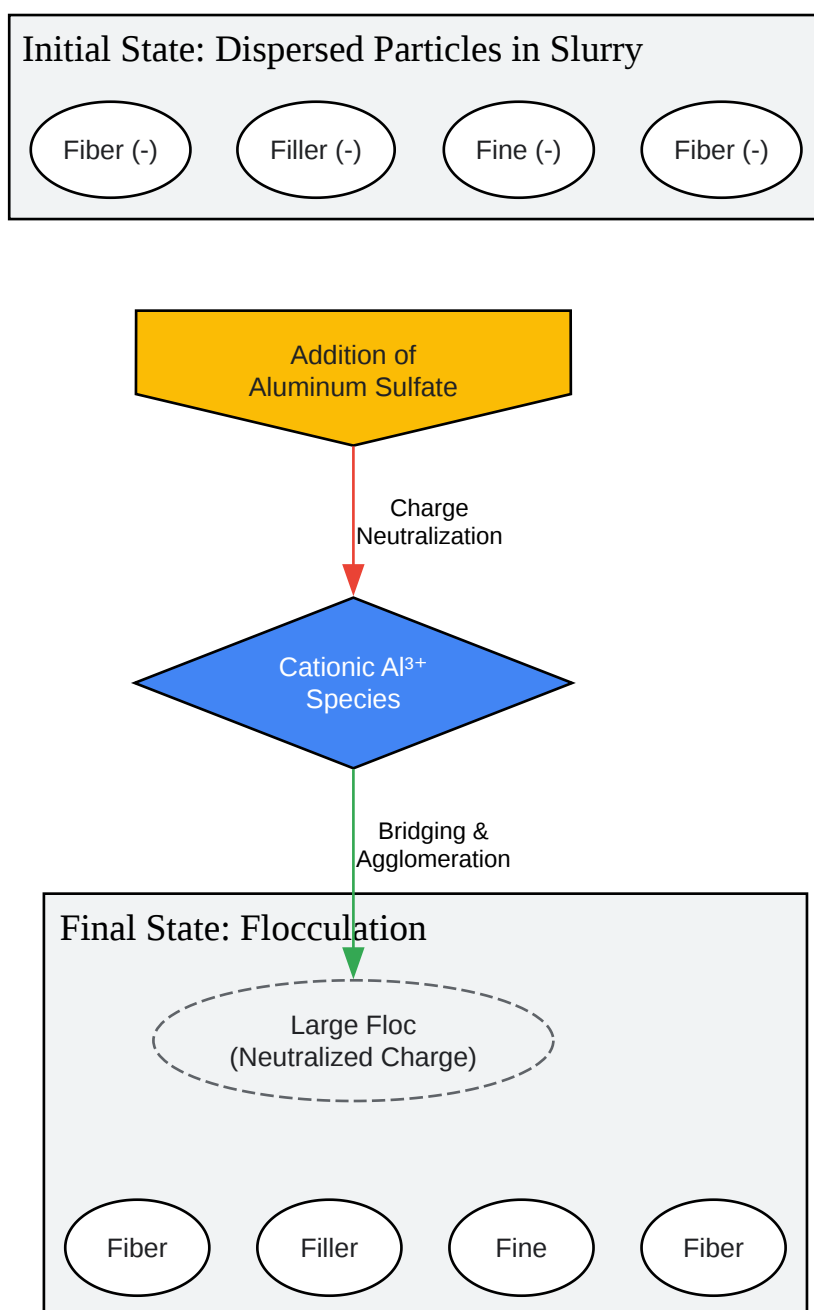 Initial State: Dispersed Particles in Slurry
Fiber (-)
Filler (-)
Fine (-)
Fiber (-)
Addition of
Aluminum Sulfate
Charge
Neutralization
Cationic Al³⁺
Species
Bridging &
Agglomeration
Final State: Flocculation
Large Floc
(Neutralized Charge)
Fiber
Filler
Fine
Fiber